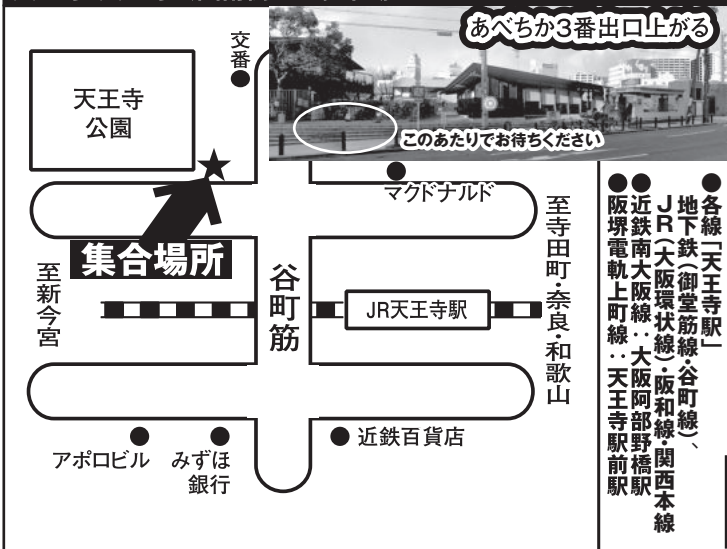 あべちか3番出口上がる
このあたりでお待ちください
交番
天王寺
公園
マクドナルド
集合場所
至新今宮
谷町筋
JR天王寺駅
至寺田町・奈良・和歌山
アポロビル
みずほ
銀行
近鉄百貨店
●各線「天王寺駅」
地下鉄(御堂筋線・谷町線)、
JR(大阪環状線)・阪和線・関西本線
●近鉄南大阪線：大阪阿部野橋駅
●阪堺電軌上町線：天王寺駅前駅